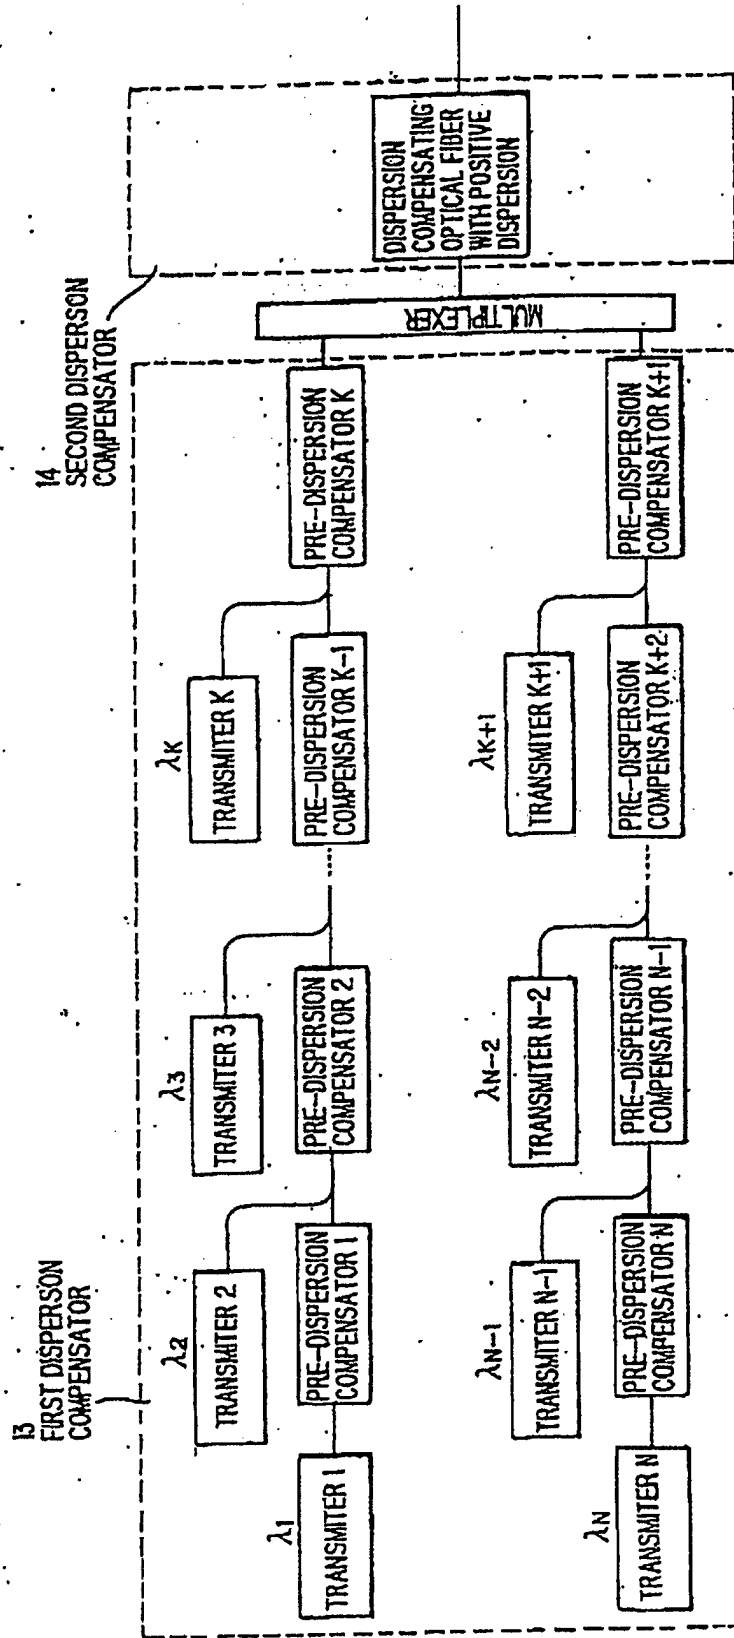 13
FIRST DISPERSON
COMPENSATOR
14
SECOND DISPERSON
COMPENSATOR
λ1
TRANSMITER 1
PRE-DISPERSION
COMPENSATOR 1
λ2
TRANSMITER 2
PRE-DISPERSION
COMPENSATOR 2
λ3
TRANSMITER 3
PRE-DISPERSION
COMPENSATOR K-1
λK
TRANSMITER K
PRE-DISPERSION
COMPENSATOR K
λN
TRANSMITER N
PRE-DISPERSION
COMPENSATOR N
λN-1
TRANSMITER N-1
PRE-DISPERSION
COMPENSATOR N-1
λN-2
TRANSMITER N-2
PRE-DISPERSION
COMPENSATOR K+2
λK+1
TRANSMITER K+1
PRE-DISPERSION
COMPENSATOR K+1
MULTIPLEXER
DISPERSION
COMPENSATING
OPTICAL FIBER
WITH POSITIVE
DISPERSION